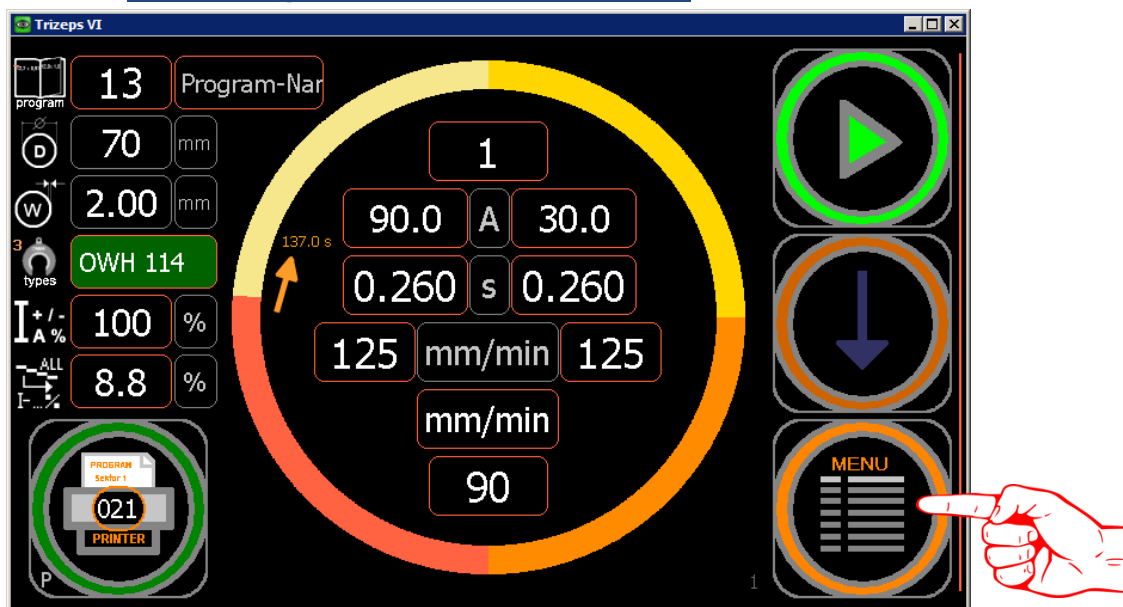 Trizeps VI
program
13
Program-Nar
D
70
mm
W
2.00
mm
3
types
OWH 114
I + / -
A %
100
%
ALL
I-...%
8.8
%
PROGRAM
Sektor 1
021
PRINTER
P
137.0 s
1
90.0 A 30.0
0.260 s 0.260
125 mm/min 125
mm/min
90
MENU
1